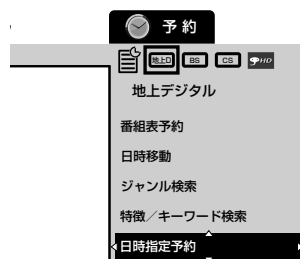 予約
地上D BS CS HD
地上デジタル
番組表予約
日時移動
ジャンル検索
特徴／キーワード検索
日時指定予約